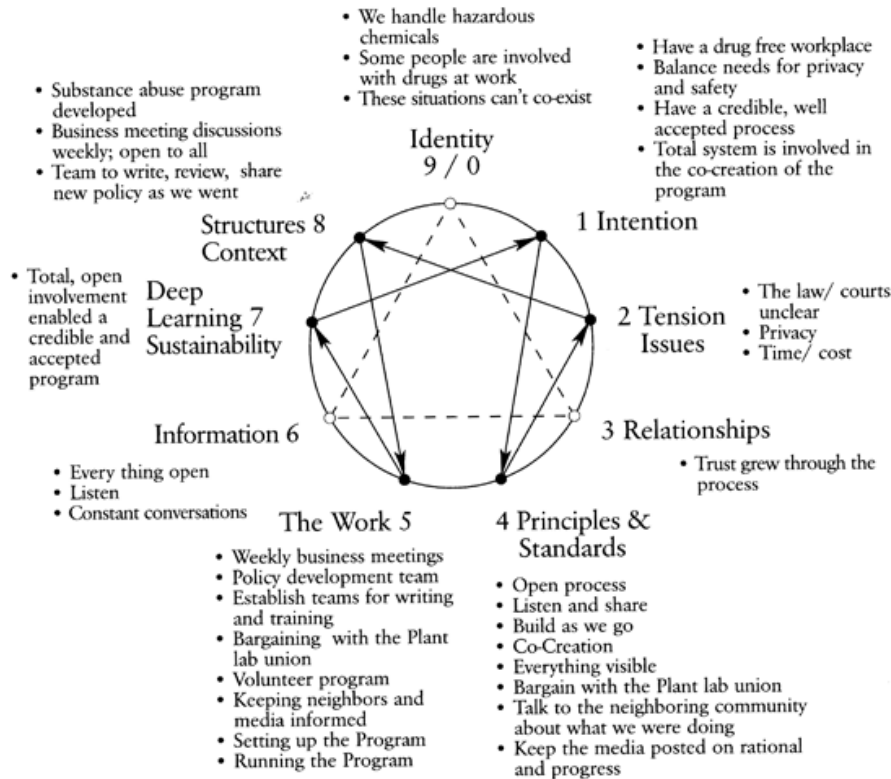 • We handle hazardous
chemicals
• Some people are involved
with drugs at work
• These situations can't co-exist
Identity
9 / 0
• Have a drug free workplace
• Balance needs for privacy
and safety
• Have a credible, well
accepted process
• Total system is involved in
the co-creation of the
program
1 Intention
2 Tension
Issues
• The law/ courts
unclear
• Privacy
• Time/ cost
3 Relationships
• Trust grew through the
process
4 Principles &
Standards
• Open process
• Listen and share
• Build as we go
• Co-Creation
• Everything visible
• Bargain with the Plant lab union
• Talk to the neighboring community
about what we were doing
• Keep the media posted on rational
and progress
The Work 5
• Weekly business meetings
• Policy development team
• Establish teams for writing
and training
• Bargaining with the Plant
lab union
• Volunteer program
• Keeping neighbors and
media informed
• Setting up the Program
• Running the Program
Information 6
• Every thing open
• Listen
• Constant conversations
Deep
Learning 7
Sustainability
• Total, open
involvement
enabled a
credible and
accepted
program
Structures 8
Context
• Substance abuse program
developed
• Business meeting discussions
weekly; open to all
• Team to write, review, share
new policy as we went